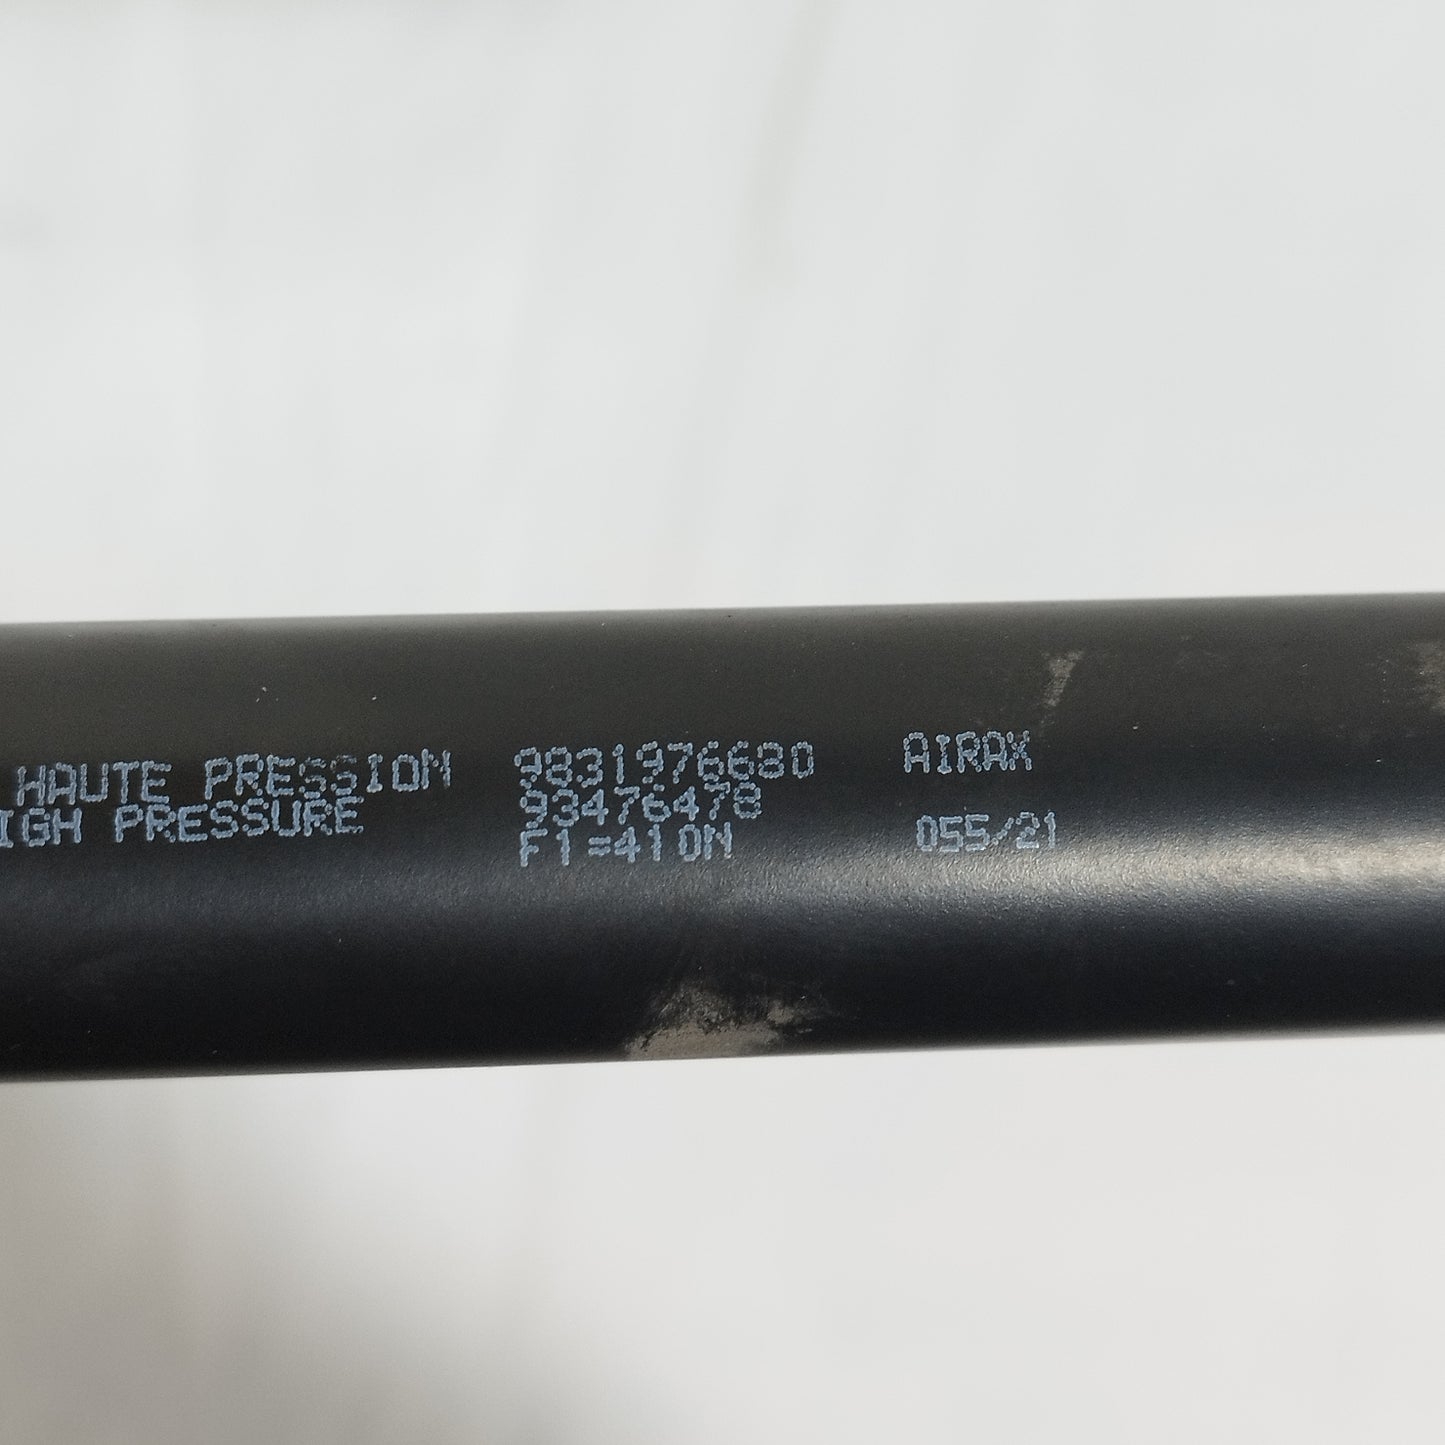 HAUTE PRESSION 9831976680 AIRAX
IGH PRESSURE 93476478
F1=410N 055/21